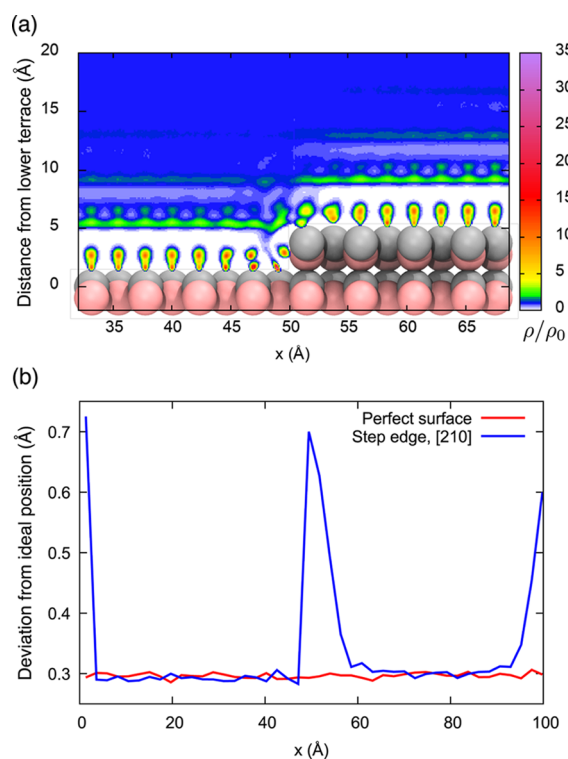 (a)
20
15
10
5
0
Distance from lower terrace (Å)
35 40 45 50 55 60 65
x (Å)
35
30
25
20
15
10
5
0
ρ/ρ0
(b)
Perfect surface
Step edge, [210]
0.7
0.6
0.5
0.4
0.3
Deviation from ideal position (Å)
0 20 40 60 80 100
x (Å)